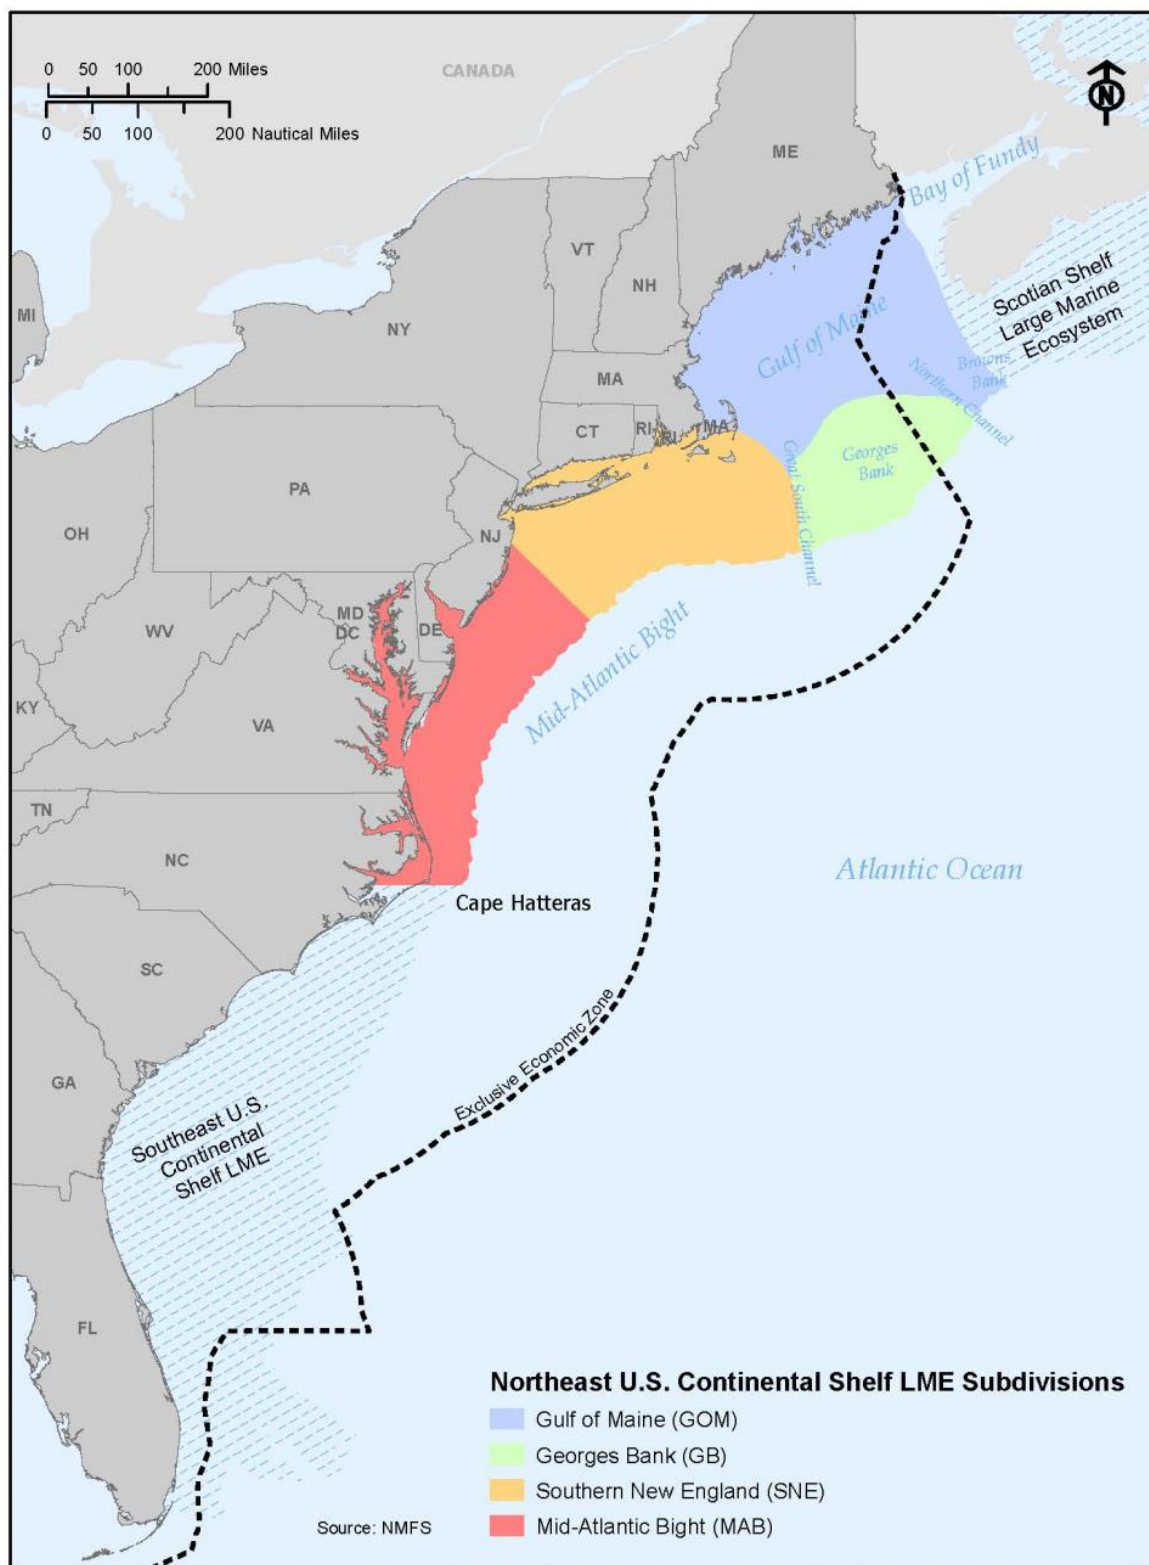 0 50 100 200 Miles
0 50 100 200 Nautical Miles
CANADA
N
ME
Bay of Fundy
VT
NH
MI
NY
Gulf of Maine
Scotian Shelf
Large Marine
Ecosystem
Browns
Bank
Northern Channel
MA
CT
RI
RI
MA
Georges
Bank
Great South Channel
PA
OH
NJ
MD
DC
DE
WV
Mid-Atlantic Bight
KY
VA
TN
NC
Atlantic Ocean
Cape Hatteras
SC
Exclusive Economic Zone
GA
Southeast U.S.
Continental
Shelf LME
FL
Northeast U.S. Continental Shelf LME Subdivisions
Gulf of Maine (GOM)
Georges Bank (GB)
Southern New England (SNE)
Mid-Atlantic Bight (MAB)
Source: NMFS